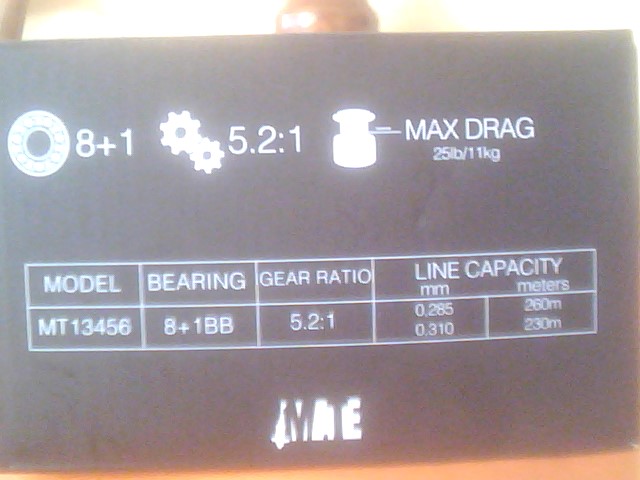 8+1
5.2:1
MAX DRAG
25lb/11kg
MODEL BEARING GEAR RATIO LINE CAPACITY
mm meters
MT13456 8+1BB 5.2:1 0,285 260m
0.310 230m
MATE